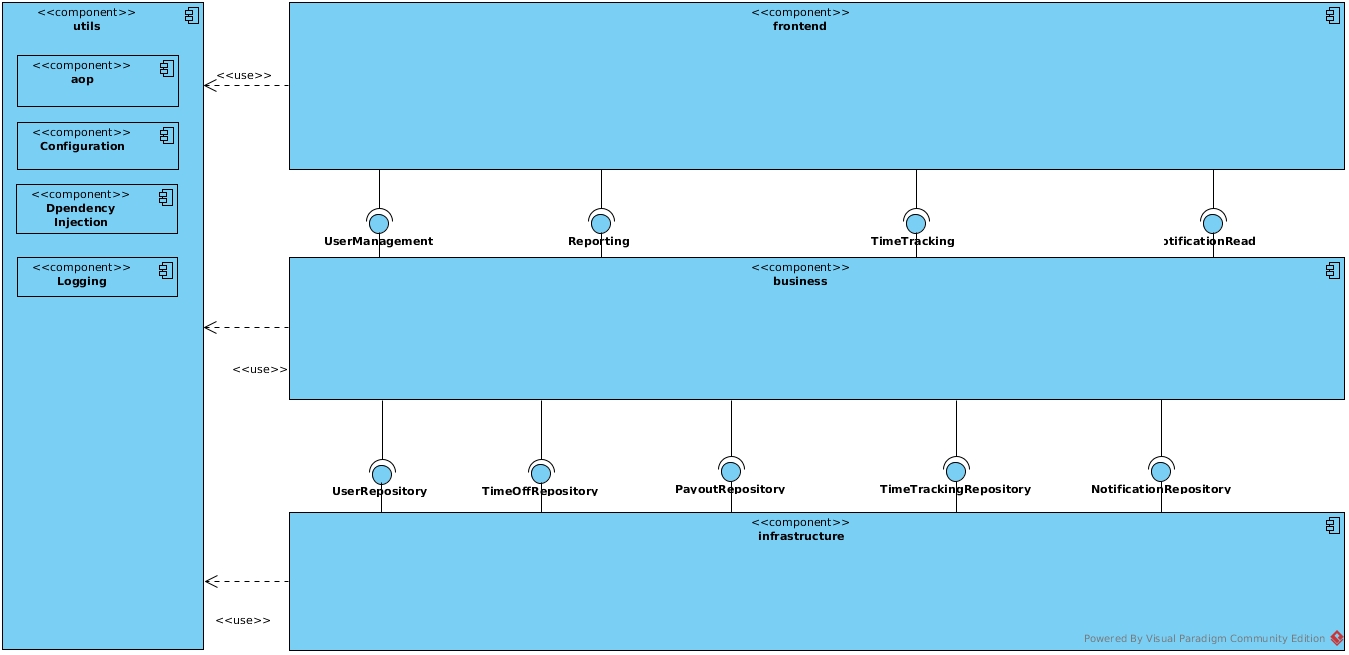 <<component>>
utils
<<component>>
aop
<<component>>
Configuration
<<component>>
Dpendency
Injection
<<component>>
Logging
<<component>>
frontend
<<use>>
UserManagement
Reporting
TimeTracking
otificationRead
<<component>>
business
<<use>>
UserRepository
TimeOffRepository
PayoutRepository
TimeTrackingRepository
NotificationRepository
<<component>>
infrastructure
<<use>>
Powered By Visual Paradigm Community Edition